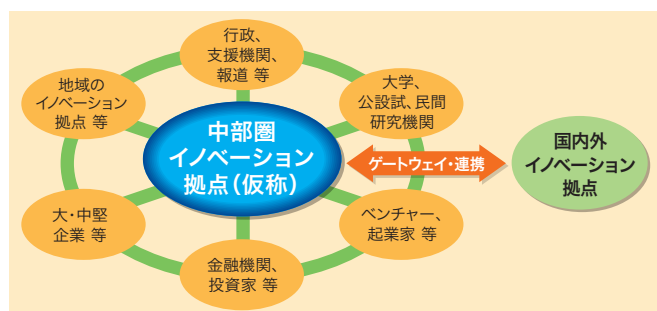 行政、
支援機関、
報道 等
地域の
イノベーション
拠点 等
大学、
公設試、民間
研究機関
中部圏
イノベーション
拠点（仮称）
ゲートウェイ・連携
国内外
イノベーション
拠点
大・中堅
企業 等
ベンチャー、
起業家 等
金融機関、
投資家 等